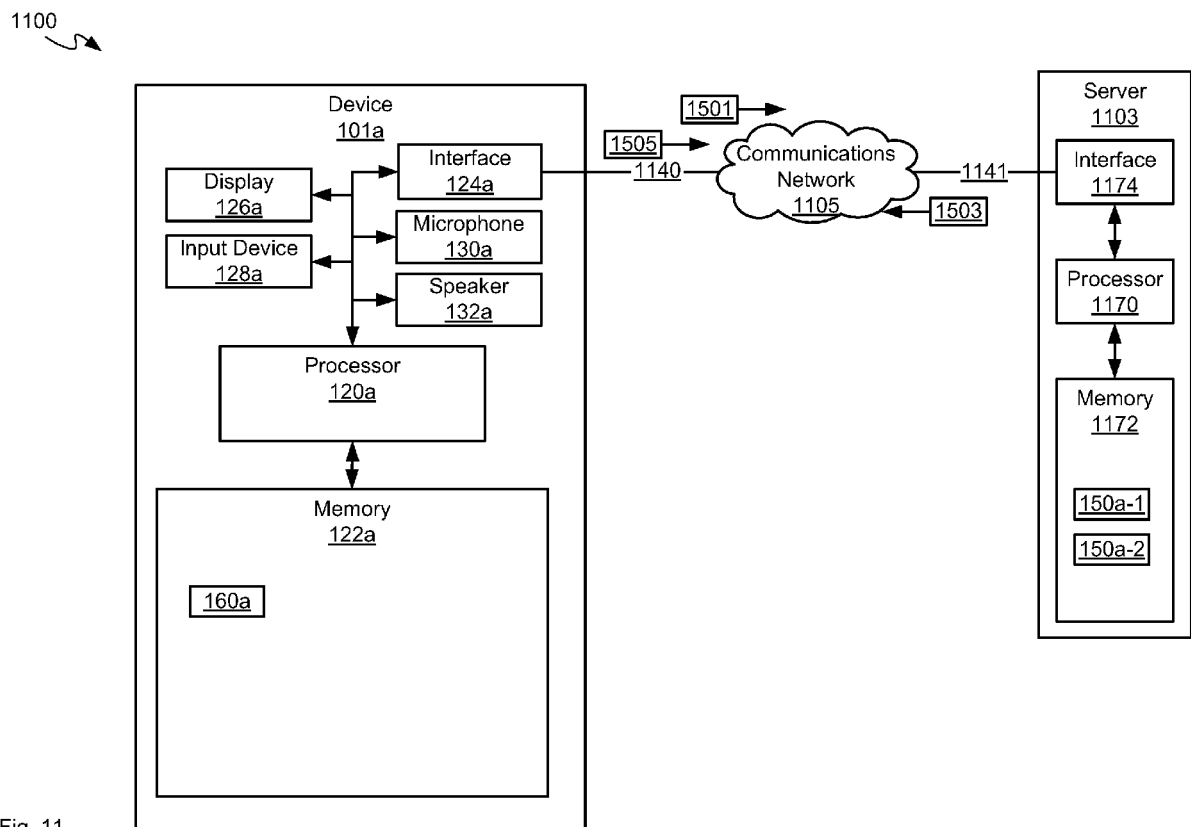 1100
Device
101a
Display
126a
Input Device
128a
Interface
124a
Microphone
130a
Speaker
132a
Processor
120a
Memory
122a
160a
1501
1505
1140
Communications
Network
1105
1141
1503
Server
1103
Interface
1174
Processor
1170
Memory
1172
150a-1
150a-2
Fig. 11